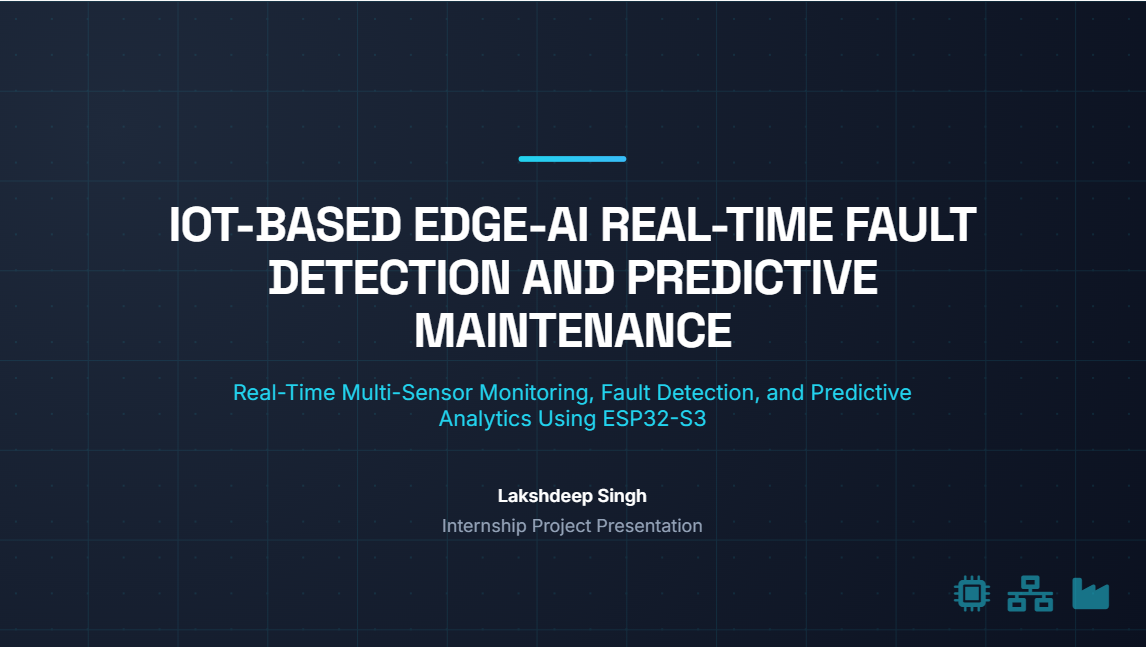 IOT-BASED EDGE-AI REAL-TIME FAULT
DETECTION AND PREDICTIVE
MAINTENANCE
Real-Time Multi-Sensor Monitoring, Fault Detection, and Predictive
Analytics Using ESP32-S3
Lakshdeep Singh
Internship Project Presentation